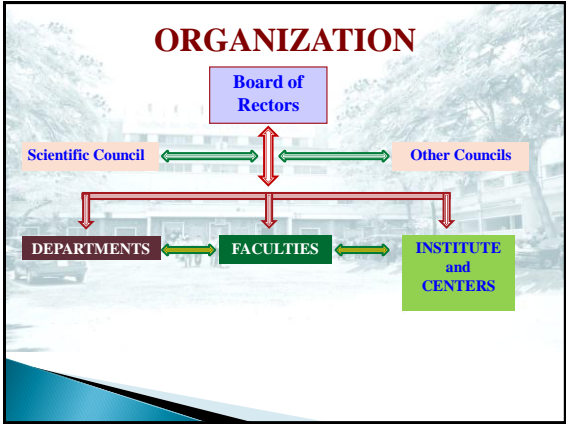 ORGANIZATION
Board of
Rectors
Scientific Council
Other Councils
DEPARTMENTS
FACULTIES
INSTITUTE
and
CENTERS